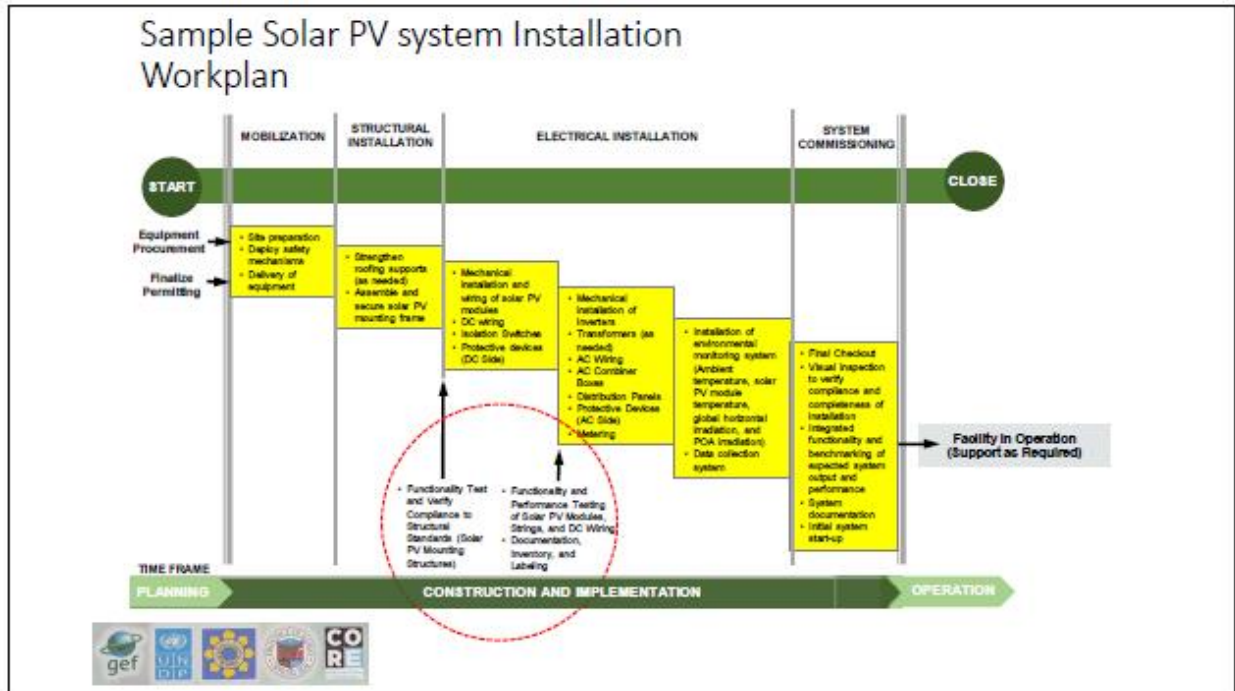 Sample Solar PV system Installation
Workplan
MOBILIZATION
STRUCTURAL
INSTALLATION
ELECTRICAL INSTALLATION
SYSTEM
COMMISSIONING
START
CLOSE
Equipment
Procurement
Finalize
Permitting
• Site preparation
• Deploy safety
mechanisms
• Delivery of
equipment
• Strengthen
roofing supports
(as needed)
• Assemble and
secure solar PV
mounting frame
• Mechanical
installation and
wiring of solar PV
modules
• DC wiring
• Isolation Switches
• Protective devices
(DC Side)
• Mechanical
Installation of
Inverters
• Transformers (as
needed)
• AC Wiring
• AC Combiner
Boxes
• Distribution Panels
• Protective Devices
(AC Side)
• Metering
• Installation of
environmental
monitoring system
(Ambient
temperature, solar
PV module
temperature,
global horizontal
irradiation, and
POA irradiation)
• Data collection
system
• Final Checkout
• Visual inspection
to verify
compliance and
completeness of
installation
• Integrated
functionality and
benchmarking of
expected system
output and
performance
• System
documentation
• Initial system
start-up
Facility in Operation
(Support as Required)
• Functionality Test
and Verify
Compliance to
Structural
Standards (Solar
PV Mounting
Structures)
• Functionality and
Performance Testing
of Solar PV Modules,
Strings, and DC Wiring
• Documentation,
Inventory, and
Labeling
TIME FRAME
PLANNING
CONSTRUCTION AND IMPLEMENTATION
OPERATION
gef
UN
DP
CO
RE